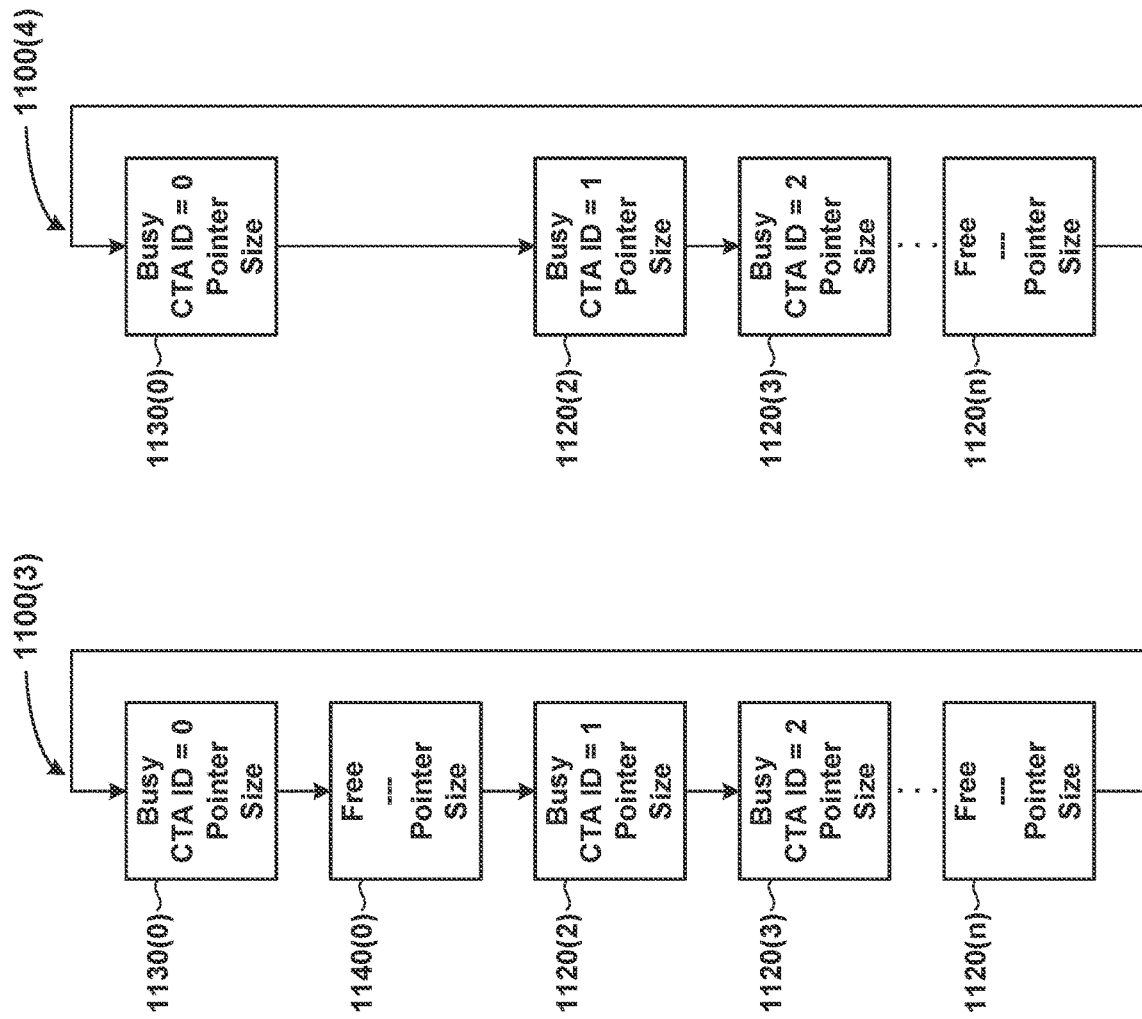 1100(3)
1130(0)
Busy
CTA ID = 0
Pointer
Size
1140(0)
Free
---
Pointer
Size
1120(2)
Busy
CTA ID = 1
Pointer
Size
1120(3)
Busy
CTA ID = 2
Pointer
Size
1120(n)
Free
---
Pointer
Size
1100(4)
1130(0)
Busy
CTA ID = 0
Pointer
Size
1120(2)
Busy
CTA ID = 1
Pointer
Size
1120(3)
Busy
CTA ID = 2
Pointer
Size
1120(n)
Free
---
Pointer
Size